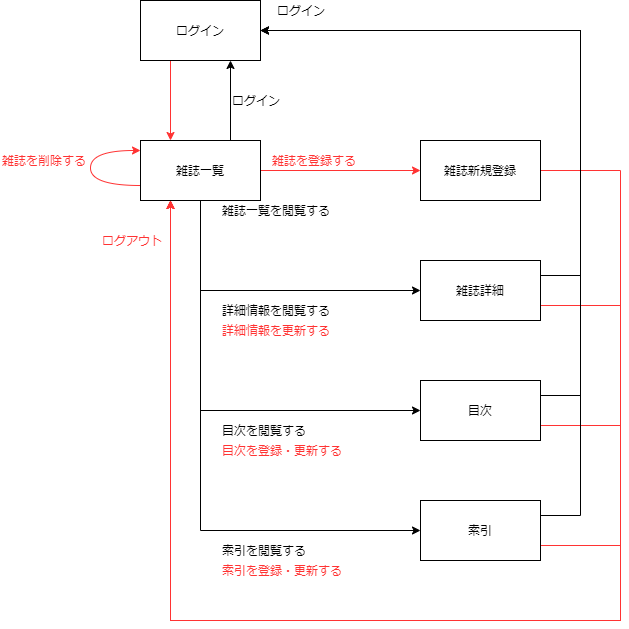 ログイン
ログイン
ログイン
雑誌を削除する
雑誌一覧
雑誌を登録する
雑誌新規登録
雑誌一覧を閲覧する
ログアウト
雑誌詳細
詳細情報を閲覧する
詳細情報を更新する
目次
目次を閲覧する
目次を登録・更新する
索引
索引を閲覧する
索引を登録・更新する